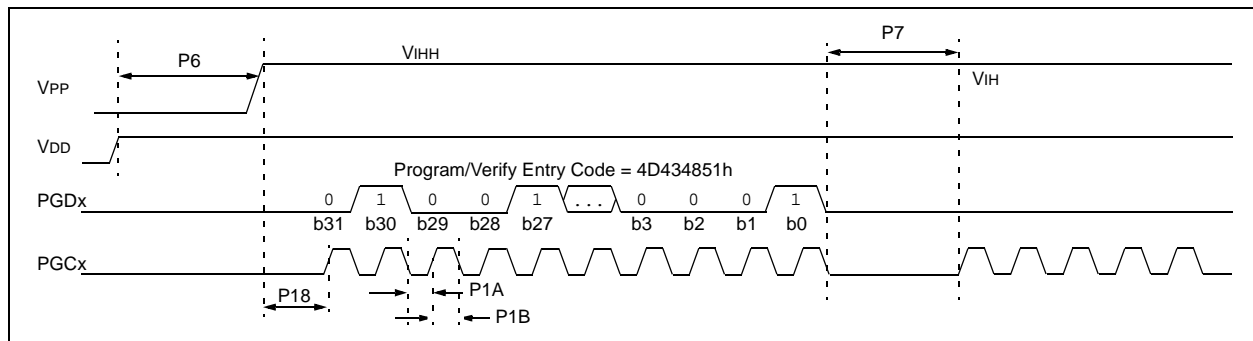 P7
P6
VIHH
VPP
VIH
VDD
Program/Verify Entry Code = 4D434851h
PGDx
0 1 0 0 1 ... 0 0 0 1
b31 b30 b29 b28 b27 b3 b2 b1 b0
PGCx
P18
P1A
P1B